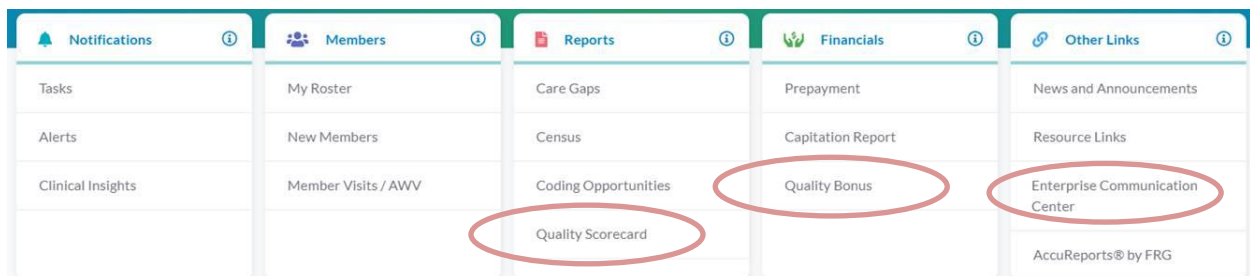 Notifications
Tasks
Alerts
Clinical Insights
Members
My Roster
New Members
Member Visits / AWV
Reports
Care Gaps
Census
Coding Opportunities
Quality Scorecard
Financials
Prepayment
Capitation Report
Quality Bonus
Other Links
News and Announcements
Resource Links
Enterprise Communication
Center
AccuReports® by FRG